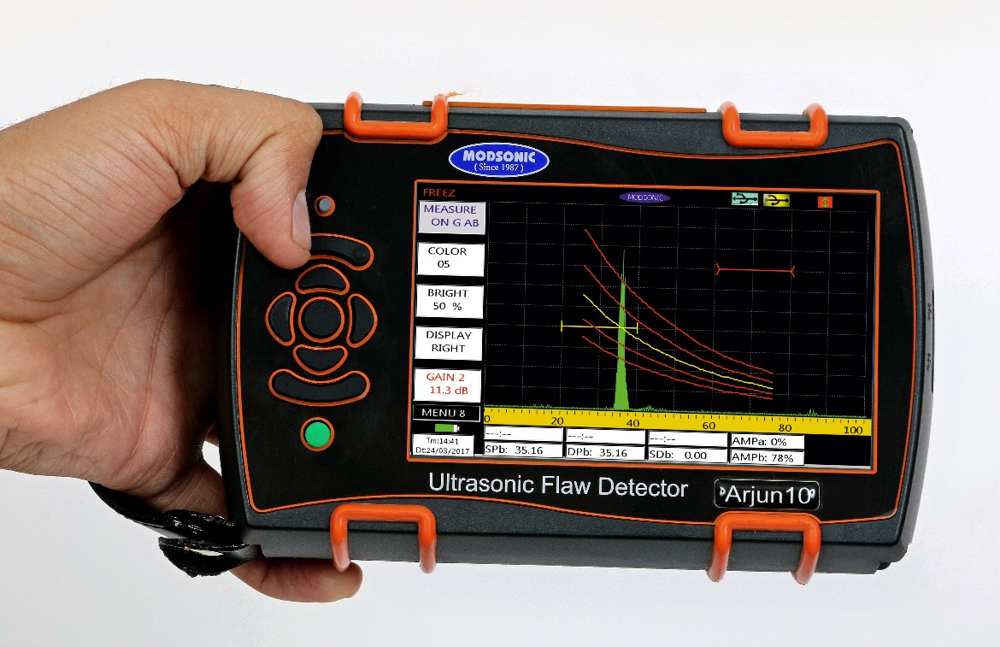 MODSONIC
( Since 1987 )
FREEZ
MODSONIC
MEASURE
ON G AB
COLOR
05
BRIGHT
50 %
DISPLAY
RIGHT
GAIN 2
11.3 dB
MENU 8
0 20 40 60 80 100
Tm:14:41
Dt:24/03/2017
---:-- ---:-- ---:-- AMPa: 0%
SPb: 35.16 DPb: 35.16 SDb: 0.00 AMPb: 78%
Ultrasonic Flaw Detector
Arjun10